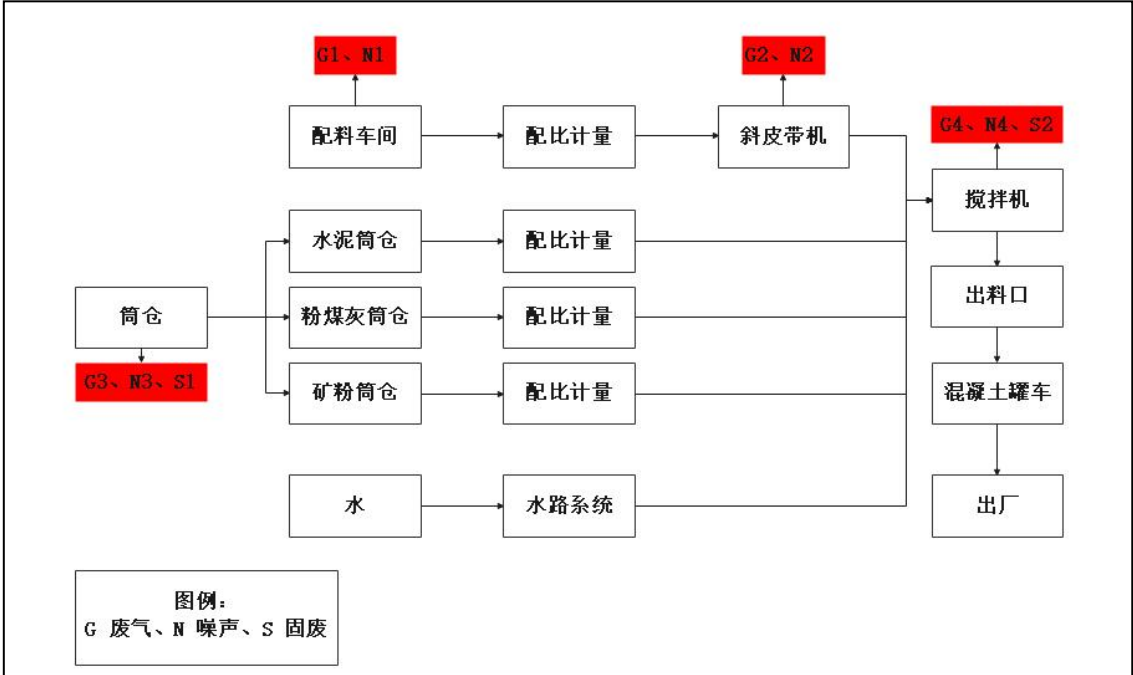 G1、N1
G2、N2
配料车间
配比计量
斜皮带机
G4、N4、S2
搅拌机
水泥筒仓
配比计量
筒仓
粉煤灰筒仓
配比计量
出料口
G3、N3、S1
矿粉筒仓
配比计量
混凝土罐车
水
水路系统
出厂
图例：
G 废气、N 噪声、S 固废